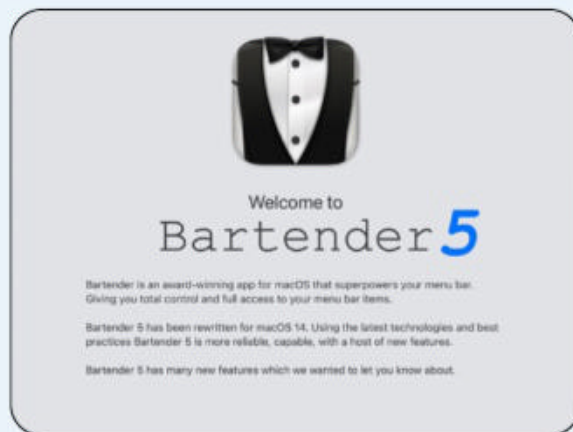 Welcome to
Bartender 5
Bartender is an award-winning app for macOS that superpowers your menu bar.
Giving you total control and full access to your menu bar items.
Bartender 5 has been rewritten for macOS 14. Using the latest technologies and best
practices Bartender 5 is more reliable, capable, with a host of new features.
Bartender 5 has many new features which we wanted to let you know about.